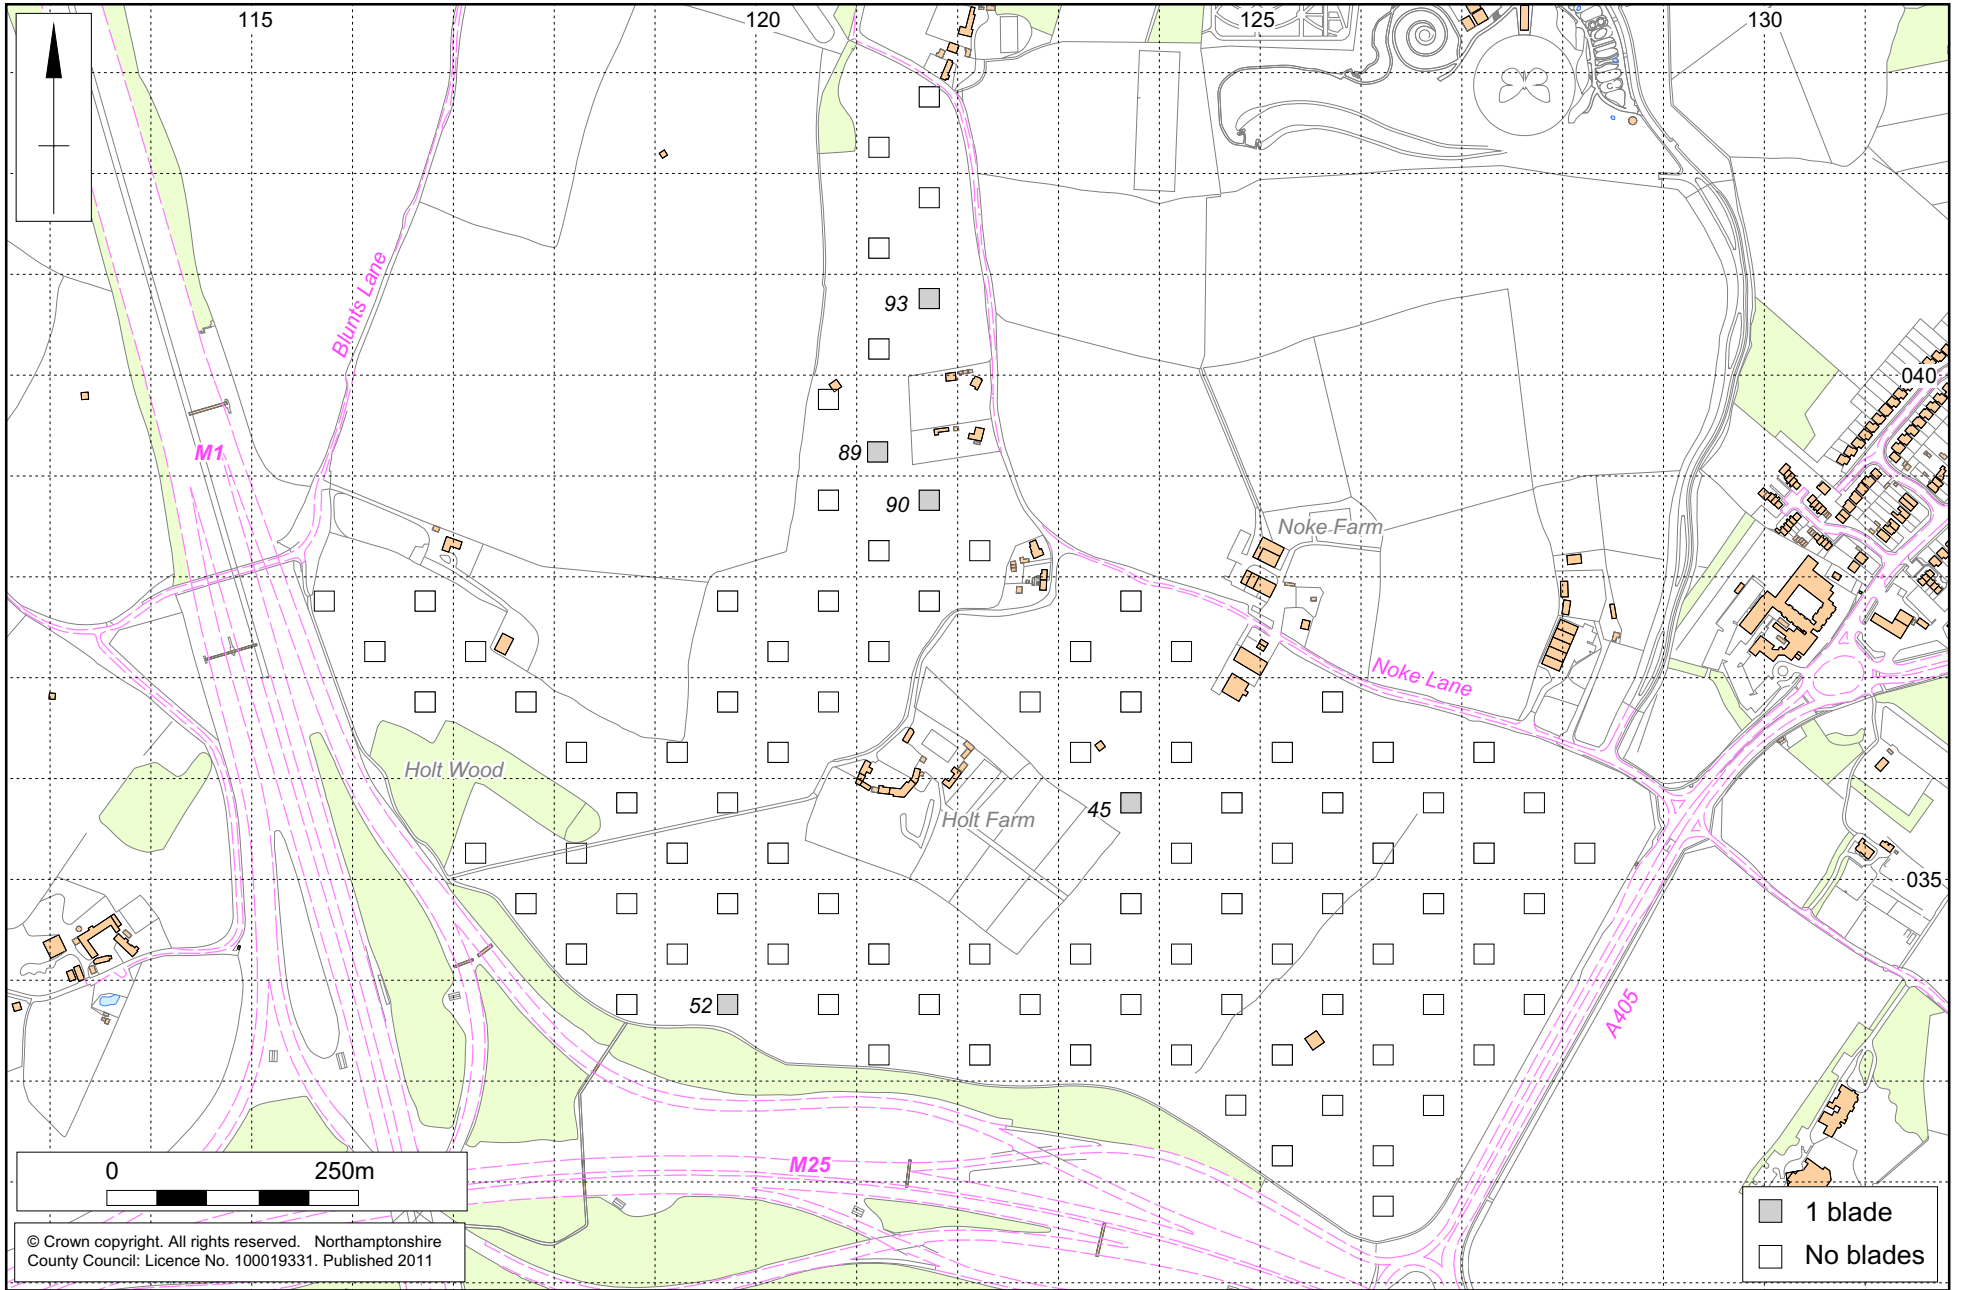 115
120
125
130
Blunts Lane
93
040
M1
89
90
Noke Farm
Noke Lane
Holt Wood
45
Holt Farm
035
52
A405
M25
0 250m
© Crown copyright. All rights reserved. Northamptonshire
County Council: Licence No. 100019331. Published 2011
1 blade
No blades